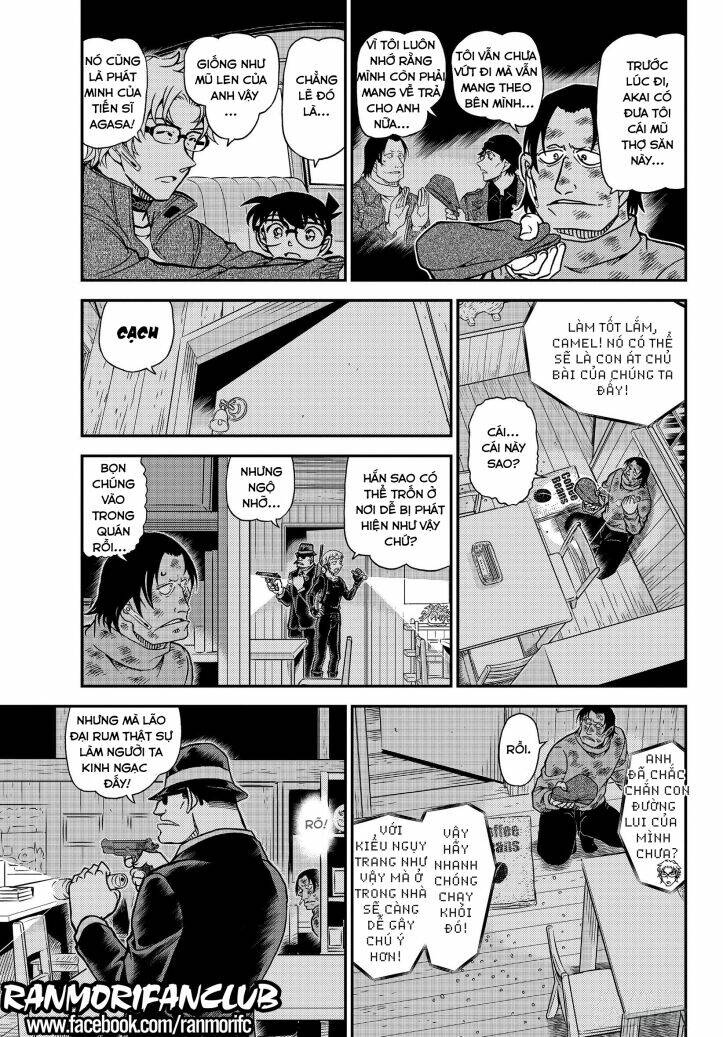 TRƯỚC
LÚC ĐI,
AKAI CÓ
ĐƯA TÔI
CÁI MŨ
THỢ SĂN
NÀY...
TÔI VẪN CHƯA
VỨT ĐI MÀ VẪN
MANG THEO
BÊN MÌNH...
VÌ TÔI LUÔN
NHỚ RẰNG
MÌNH CÒN PHẢI
MANG VỀ TRẢ
CHO ANH
NỮA...
CHẲNG
LẼ ĐÓ
LÀ...
GIỐNG NHƯ
MŨ LEN CỦA
ANH VẬY
...
NÓ CŨNG
LÀ PHÁT
MINH CỦA
TIẾN SĨ
AGASA!
LÀM TỐT LẮM,
CAMEL! NÓ CÓ THỂ
SẼ LÀ CON ÁT CHỦ
BÀI CỦA CHÚNG TA
ĐẤY!
CÁI...
CÁI NÀY
SAO?
Coffee
Beans
CẠCH
HẮN SAO CÓ
THỂ TRỐN Ở
NƠI DỄ BỊ PHÁT
HIỆN NHƯ VẬY
CHỨ?
NHƯNG
NGỘ
NHỠ...
BỌN
CHÚNG
VÀO
TRONG
QUÁN
RỒI...
ANH
ĐÃ CHẮC
CHẮN CON
ĐƯỜNG
LUI CỦA
MÌNH
CHƯA?
RỒI.
VẬY
HÃY
NHANH
CHÓNG
CHẠY
KHỎI
ĐÓ!
VỚI
KIỂU NGỤY
TRANG NHƯ
VẬY MÀ Ở
TRONG NHÀ
SẼ CÀNG
DỄ GÂY
CHÚ Ý
HƠN!
Coffee
Beans
NHƯNG MÀ LÃO
ĐẠI RUM THẬT SỰ
LÀM NGƯỜI TA
KINH NGẠC
ĐẤY!
RÕ!
RANMORIFANCLUB
www.facebook.com/ranmorifc